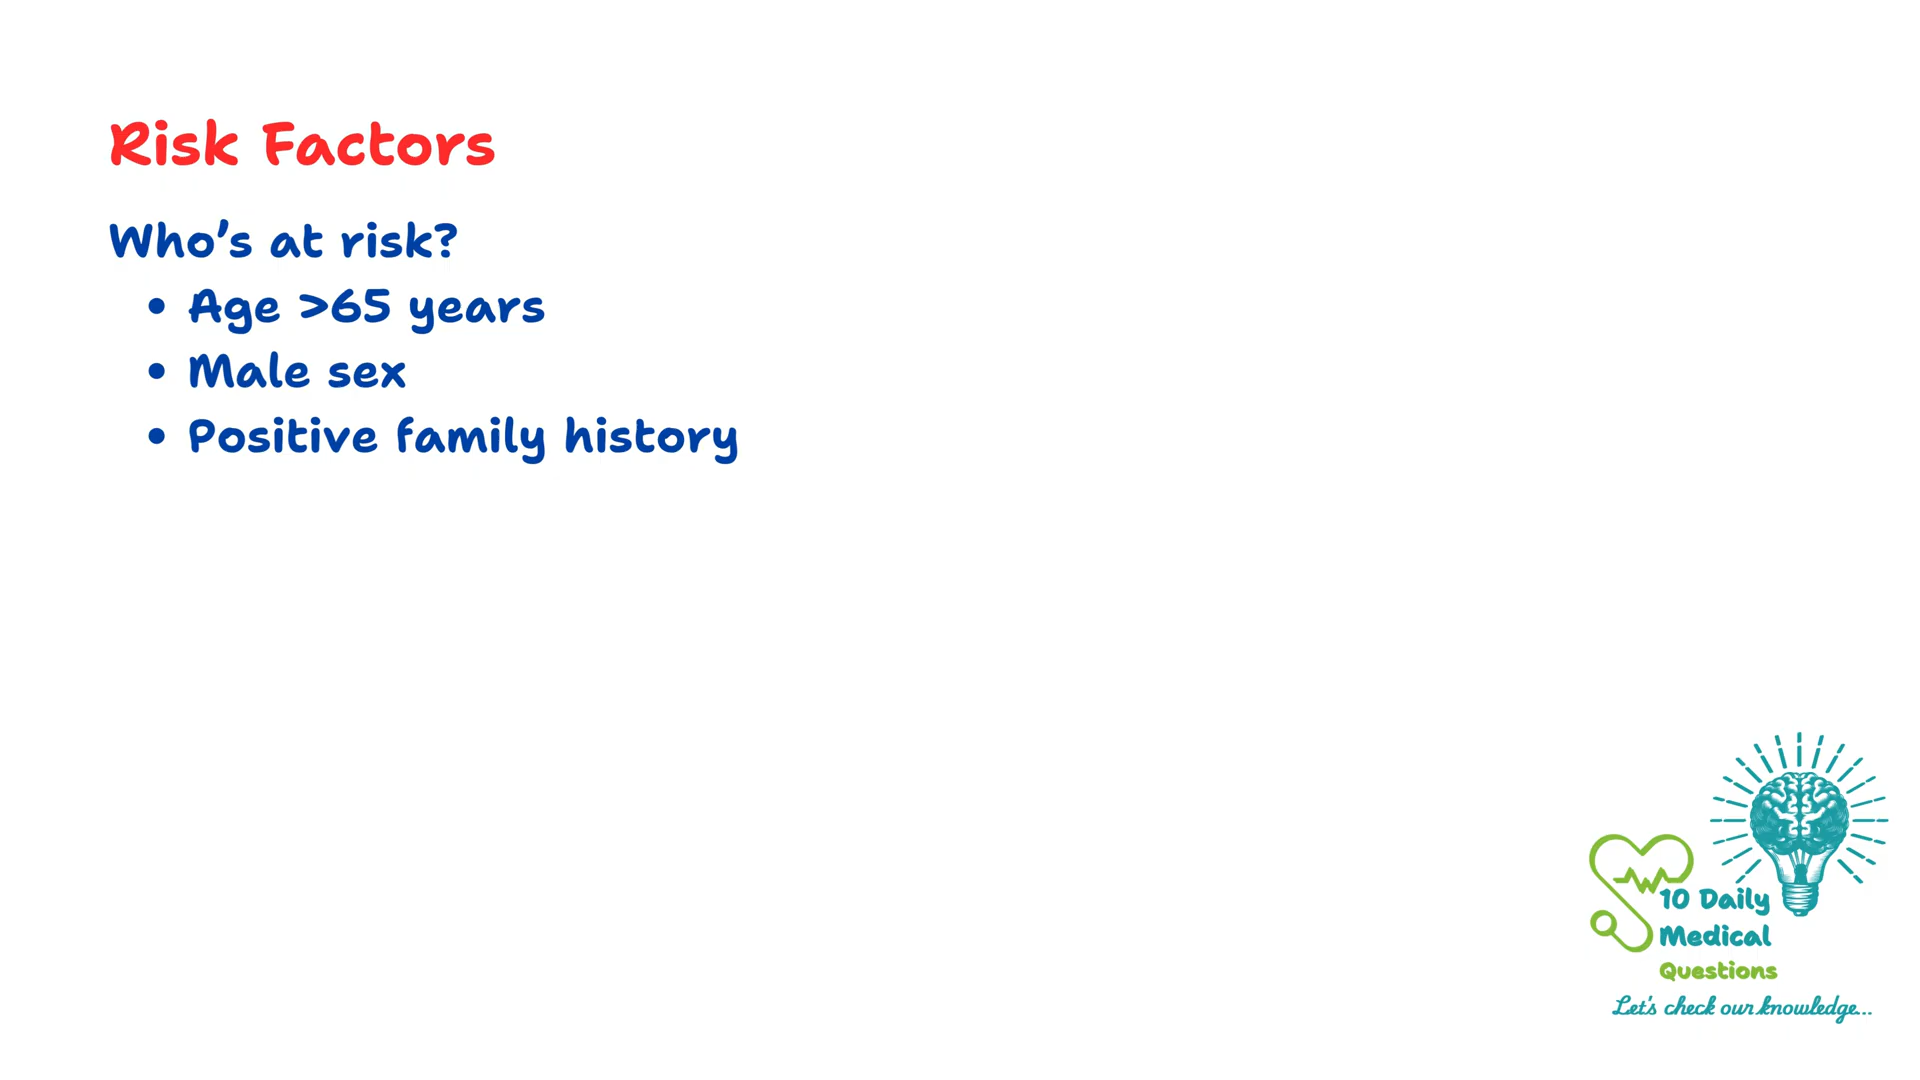 Risk Factors
Who's at risk?
• Age >65 years
• Male sex
• Positive family history
10 Daily
Medical
Questions
Let's check our knowledge...